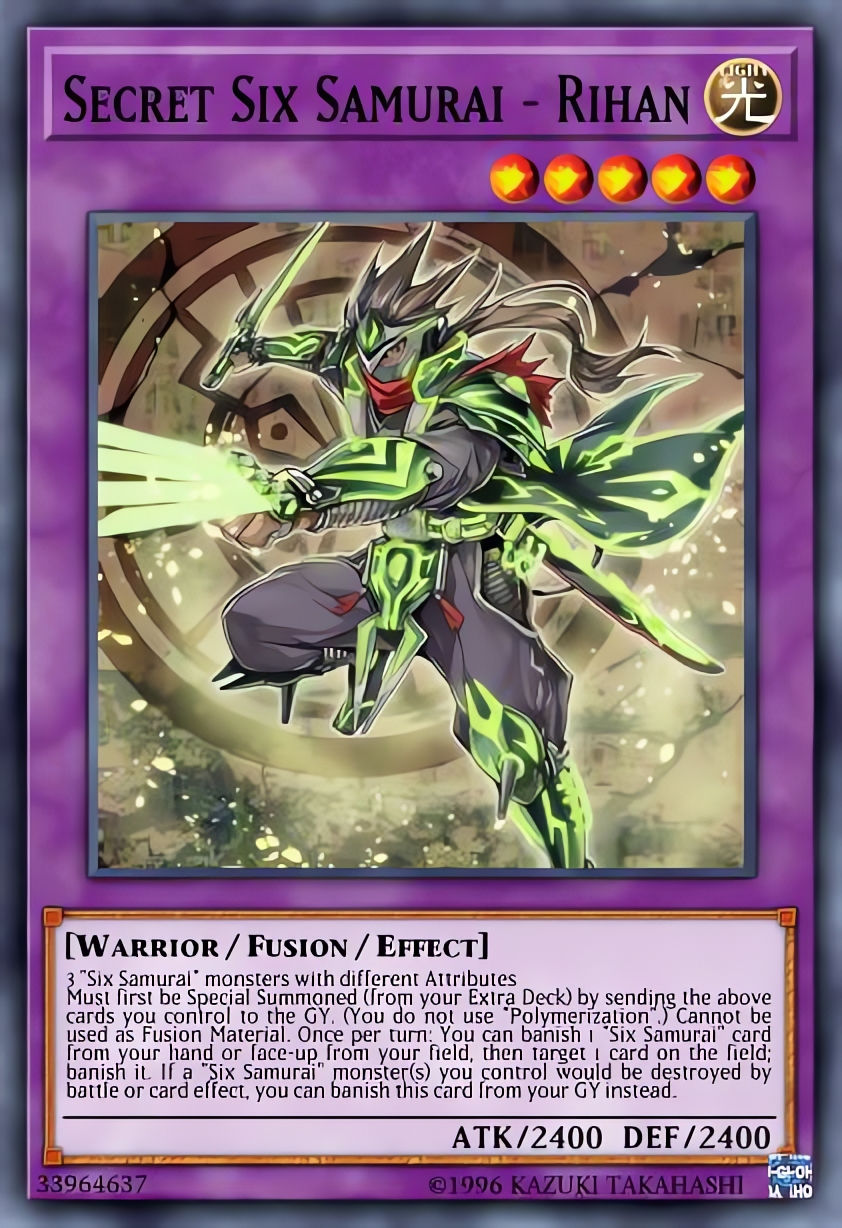 SECRET SIX SAMURAI - RIHAN
光
[WARRIOR / FUSION / EFFECT]
3 "Six Samurai" monsters with different Attributes
Must first be Special Summoned (from your Extra Deck) by sending the above
cards you control to the GY. (You do not use "Polymerization".) Cannot be
used as Fusion Material. Once per turn: You can banish 1 "Six Samurai" card
from your hand or face-up from your field, then target 1 card on the field;
banish it. If a "Six Samurai" monster(s) you control would be destroyed by
battle or card effect, you can banish this card from your GY instead.
ATK/2400 DEF/2400
33964637
©1996 KAZUKI TAKAHASHI